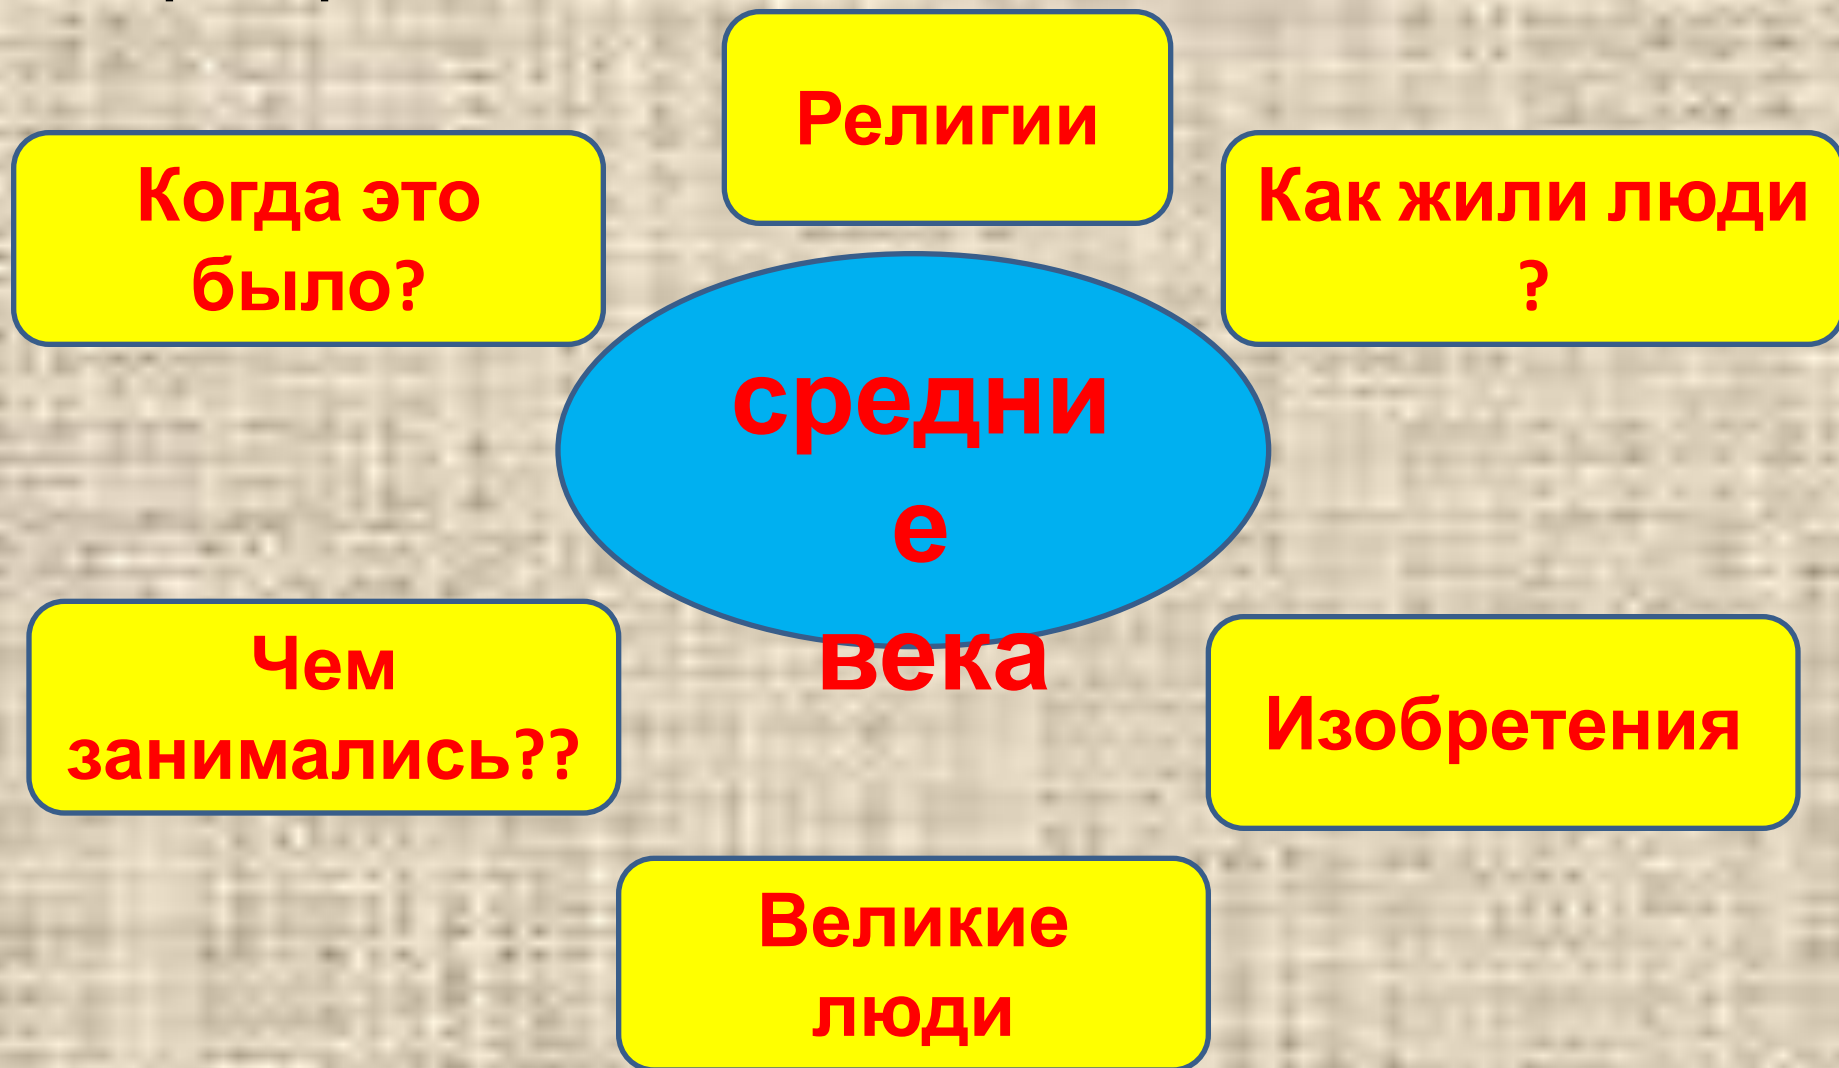 Религии
Когда это
было?
Как жили люди
?
средни
е
века
Чем
занимались??
Изобретения
Великие
люди